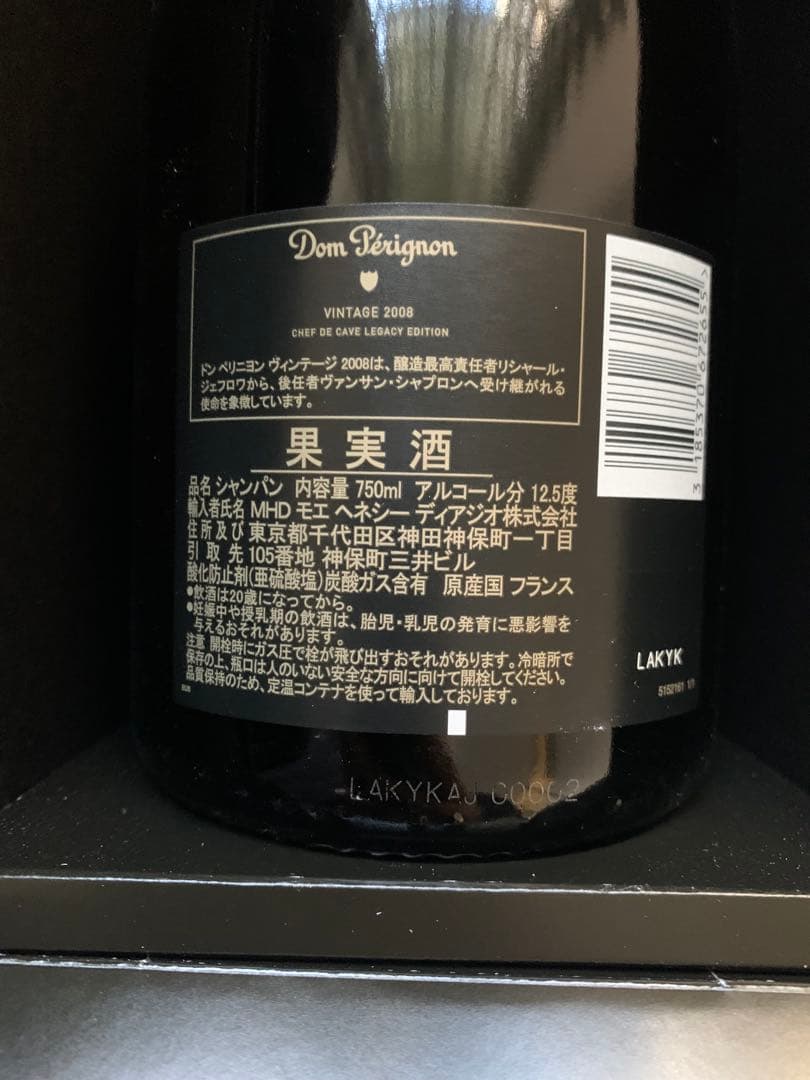 Dom Pérignon
VINTAGE 2008
CHEF DE CAVE LEGACY EDITION
ドン ペリニヨン ヴィンテージ 2008は、醸造最高責任者リシャール・
ジェフロワから、後任者ヴァンサン・シャプロンへ受け継がれる
使命を象徴しています。
果実酒
品名 シャンパン 内容量 750ml アルコール分 12.5度
輸入者氏名 MHD モエ ヘネシー ディアジオ株式会社
住所及び 東京都千代田区神田神保町一丁目
引取先 105番地 神保町三井ビル
酸化防止剤(亜硫酸塩)炭酸ガス含有 原産国 フランス
●飲酒は20歳になってから。
●妊娠中や授乳期の飲酒は、胎児・乳児の発育に悪影響を
与えるおそれがあります。
注意 開栓時にガス圧で栓が飛び出すおそれがあります。冷暗所で
保存の上、瓶口は人のいない安全な方向に向けて開栓してください。
品質保持のため、定温コンテナを使って輸入しております。
3 185370 672655 >
LAKYK
5152161
LAKYKAJ